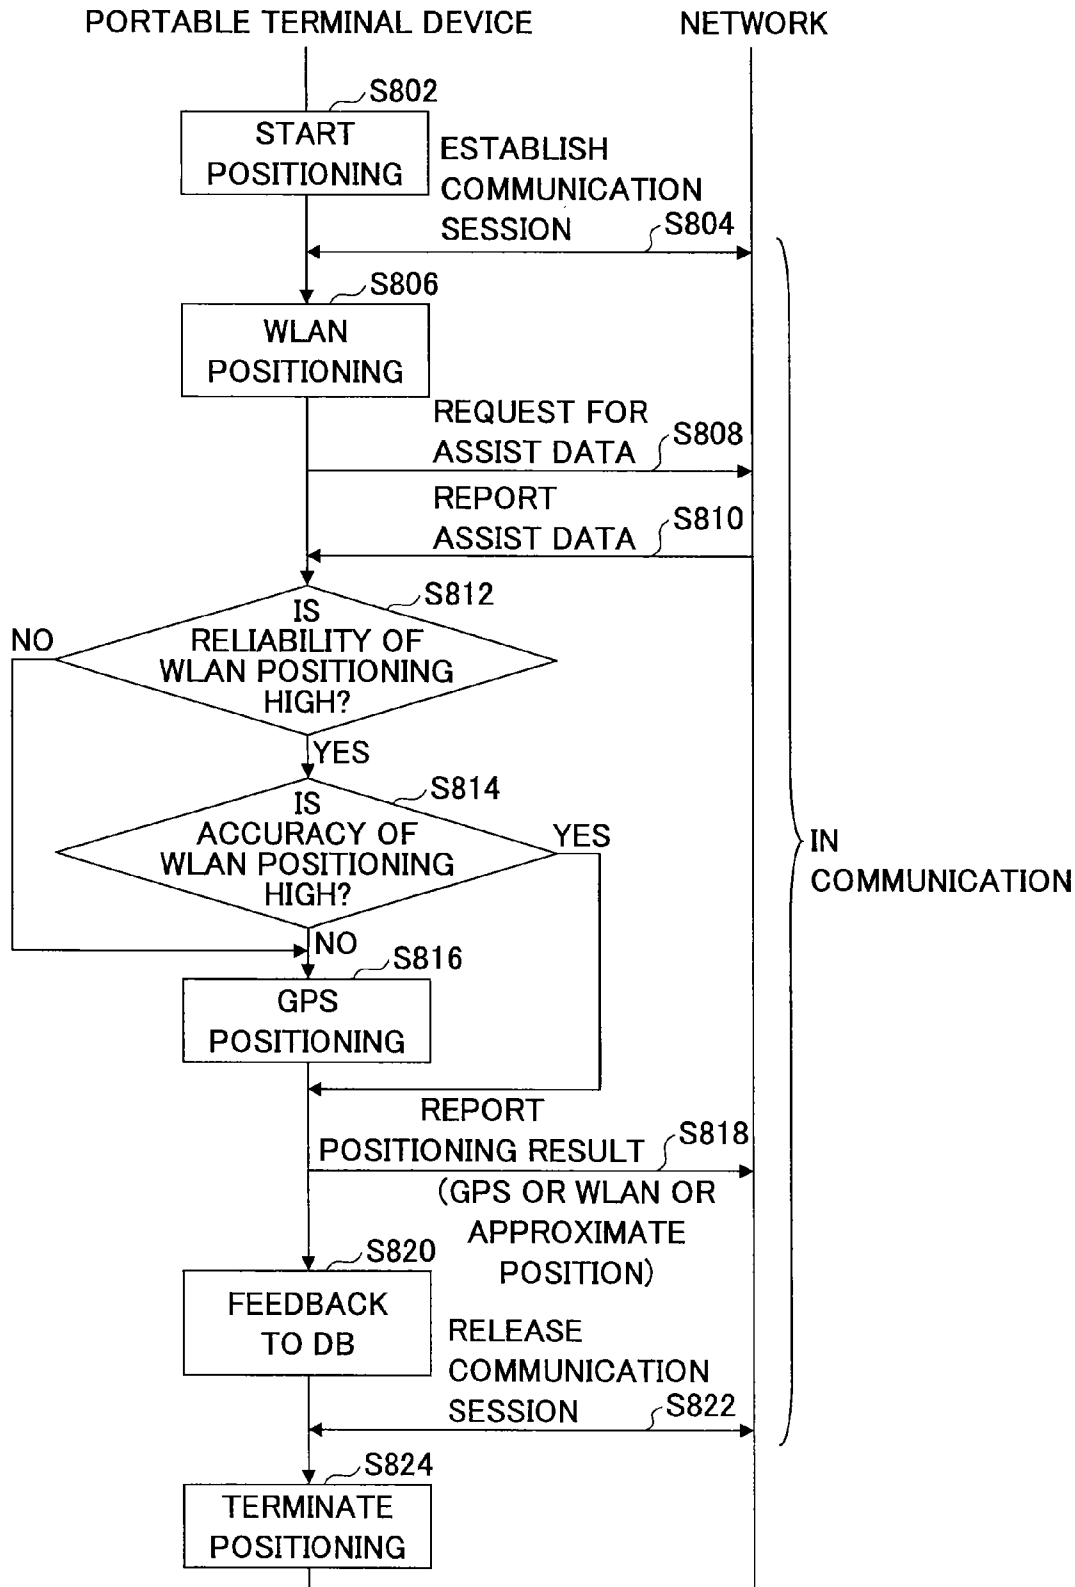 PORTABLE TERMINAL DEVICE
NETWORK
S802
START
POSITIONING
ESTABLISH
COMMUNICATION
SESSION
S804
S806
WLAN
POSITIONING
REQUEST FOR
ASSIST DATA
S808
REPORT
ASSIST DATA
S810
S812
IS
RELIABILITY OF
WLAN POSITIONING
HIGH?
NO
YES
S814
IS
ACCURACY OF
WLAN POSITIONING
HIGH?
YES
IN
COMMUNICATION
NO
S816
GPS
POSITIONING
REPORT
POSITIONING RESULT
S818
(GPS OR WLAN OR
APPROXIMATE
POSITION)
S820
FEEDBACK
TO DB
RELEASE
COMMUNICATION
SESSION
S822
S824
TERMINATE
POSITIONING